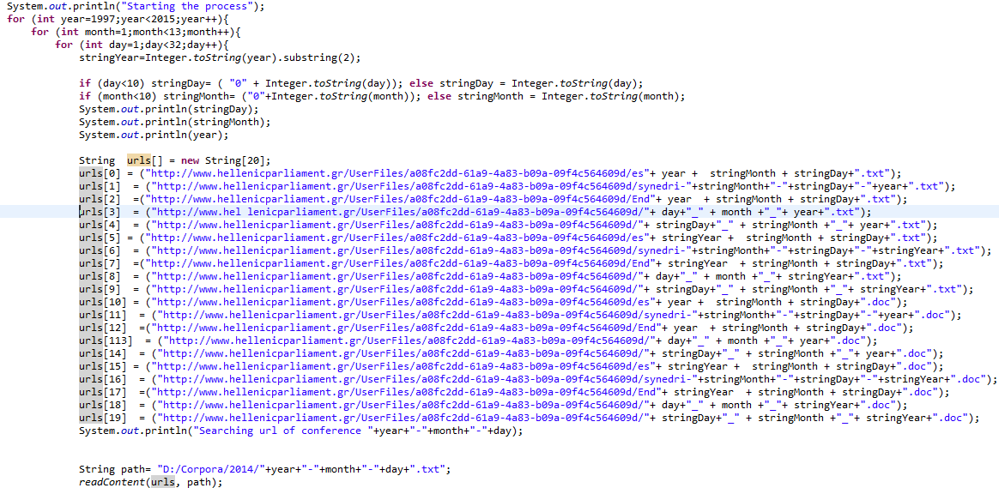 System.out.println("Starting the process");
for (int year=1997;year<2015;year++){
for (int month=1;month<13;month++){
for (int day=1;day<32;day++){
stringYear=Integer.toString(year).substring(2);
if (day<10) stringDay= ( "0" + Integer.toString(day)); else stringDay = Integer.toString(day);
if (month<10) stringMonth= ("0"+Integer.toString(month)); else stringMonth = Integer.toString(month);
System.out.println(stringDay);
System.out.println(stringMonth);
System.out.println(year);
String  urls[] = new String[20];
urls[0] = ("http://www.hellenicparliament.gr/UserFiles/a08fc2dd-61a9-4a83-b09a-09f4c564609d/es"+ year +  stringMonth + stringDay+".txt");
urls[1]  = ("http://www.hellenicparliament.gr/UserFiles/a08fc2dd-61a9-4a83-b09a-09f4c564609d/synedri-"+stringMonth+"-"+stringDay+"-"+year+".txt");
urls[2]  =("http://www.hellenicparliament.gr/UserFiles/a08fc2dd-61a9-4a83-b09a-09f4c564609d/End"+ year  + stringMonth + stringDay+".txt");
urls[3]  = ("http://www.hel lenicparliament.gr/UserFiles/a08fc2dd-61a9-4a83-b09a-09f4c564609d/"+ day+"_" + month +"_"+ year+".txt");
urls[4]  = ("http://www.hellenicparliament.gr/UserFiles/a08fc2dd-61a9-4a83-b09a-09f4c564609d/"+ stringDay+"_" + stringMonth +"_"+ year+".txt");
urls[5] = ("http://www.hellenicparliament.gr/UserFiles/a08fc2dd-61a9-4a83-b09a-09f4c564609d/es"+ stringYear +  stringMonth + stringDay+".txt");
urls[6]  = ("http://www.hellenicparliament.gr/UserFiles/a08fc2dd-61a9-4a83-b09a-09f4c564609d/synedri-"+stringMonth+"-"+stringDay+"-"+stringYear+".txt");
urls[7]  =("http://www.hellenicparliament.gr/UserFiles/a08fc2dd-61a9-4a83-b09a-09f4c564609d/End"+ stringYear  + stringMonth + stringDay+".txt");
urls[8]  = ("http://www.hellenicparliament.gr/UserFiles/a08fc2dd-61a9-4a83-b09a-09f4c564609d/"+ day+"_" + month +"_"+ stringYear+".txt");
urls[9]  = ("http://www.hellenicparliament.gr/UserFiles/a08fc2dd-61a9-4a83-b09a-09f4c564609d/"+ stringDay+"_" + stringMonth +"_"+ stringYear+".txt");
urls[10] = ("http://www.hellenicparliament.gr/UserFiles/a08fc2dd-61a9-4a83-b09a-09f4c564609d/es"+ year +  stringMonth + stringDay+".doc");
urls[11]  = ("http://www.hellenicparliament.gr/UserFiles/a08fc2dd-61a9-4a83-b09a-09f4c564609d/synedri-"+stringMonth+"-"+stringDay+"-"+year+".doc");
urls[12]  =("http://www.hellenicparliament.gr/UserFiles/a08fc2dd-61a9-4a83-b09a-09f4c564609d/End"+ year  + stringMonth + stringDay+".doc");
urls[113]  = ("http://www.hellenicparliament.gr/UserFiles/a08fc2dd-61a9-4a83-b09a-09f4c564609d/"+ day+"_" + month +"_"+ year+".doc");
urls[14]  = ("http://www.hellenicparliament.gr/UserFiles/a08fc2dd-61a9-4a83-b09a-09f4c564609d/"+ stringDay+"_" + stringMonth +"_"+ year+".doc");
urls[15] = ("http://www.hellenicparliament.gr/UserFiles/a08fc2dd-61a9-4a83-b09a-09f4c564609d/es"+ stringYear +  stringMonth + stringDay+".doc");
urls[16]  = ("http://www.hellenicparliament.gr/UserFiles/a08fc2dd-61a9-4a83-b09a-09f4c564609d/synedri-"+stringMonth+"-"+stringDay+"-"+stringYear+".doc");
urls[17]  =("http://www.hellenicparliament.gr/UserFiles/a08fc2dd-61a9-4a83-b09a-09f4c564609d/End"+ stringYear  + stringMonth + stringDay+".doc");
urls[18]  = ("http://www.hellenicparliament.gr/UserFiles/a08fc2dd-61a9-4a83-b09a-09f4c564609d/"+ day+"_" + month +"_"+ stringYear+".doc");
urls[19]  = ("http://www.hellenicparliament.gr/UserFiles/a08fc2dd-61a9-4a83-b09a-09f4c564609d/"+ stringDay+"_" + stringMonth +"_"+ stringYear+".doc");
System.out.println("Searching url of conference "+year+"-"+month+"-"+day);
String path= "D:/Corpora/2014/"+year+"-"+month+"-"+day+".txt";
readContent(urls, path);